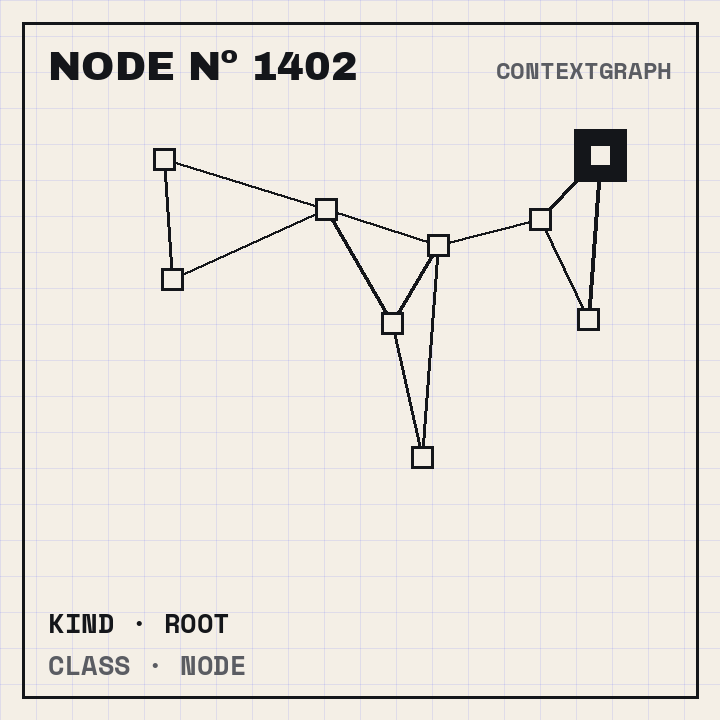 NODE Nº 1402
CONTEXTGRAPH
KIND · ROOT
CLASS · NODE